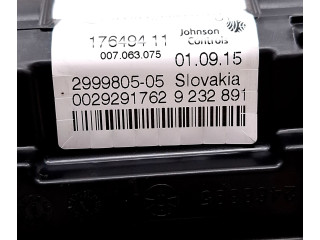 176494 11
Johnson
Controls
007.063.075
01.09.15
2999805-05 Slovakia
0029291762 9 232 891